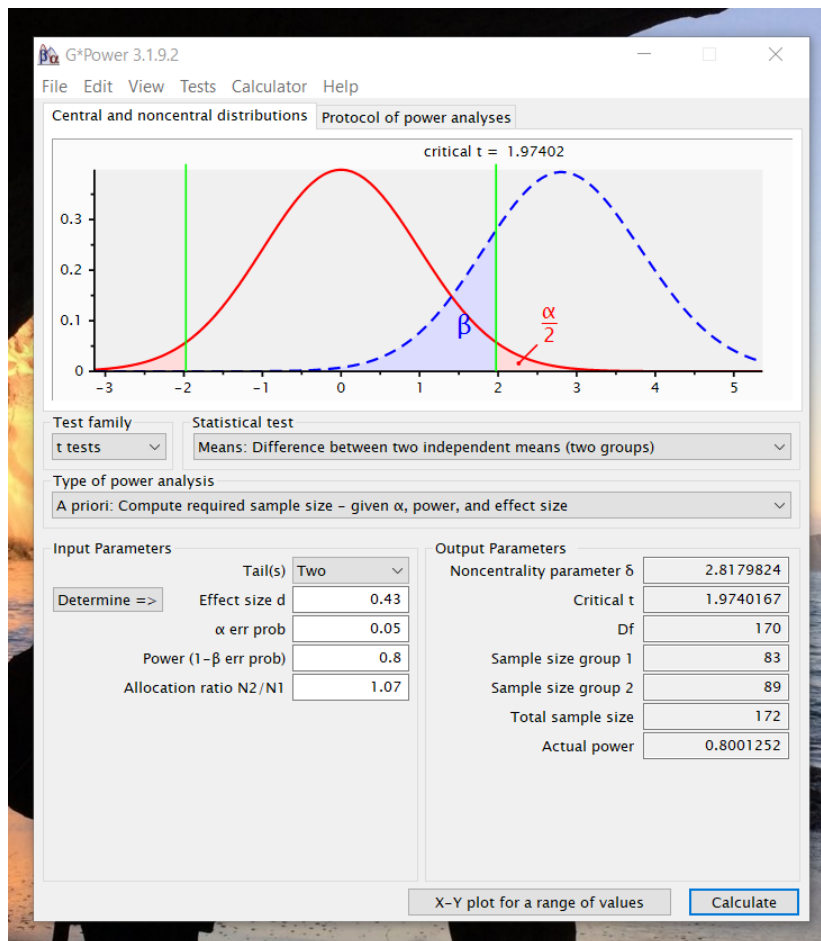 G*Power 3.1.9.2
File Edit View Tests Calculator Help
Central and noncentral distributions Protocol of power analyses
critical t = 1.97402
0.3
0.2
0.1
0
β
α
2
-3 -2 -1 0 1 2 3 4 5
Test family Statistical test
t tests Means: Difference between two independent means (two groups)
Type of power analysis
A priori: Compute required sample size - given α, power, and effect size
Input Parameters
Tail(s) Two
Determine => Effect size d 0.43
α err prob 0.05
Power (1-β err prob) 0.8
Allocation ratio N2/N1 1.07
Output Parameters
Noncentrality parameter δ 2.8179824
Critical t 1.9740167
Df 170
Sample size group 1 83
Sample size group 2 89
Total sample size 172
Actual power 0.8001252
X-Y plot for a range of values Calculate